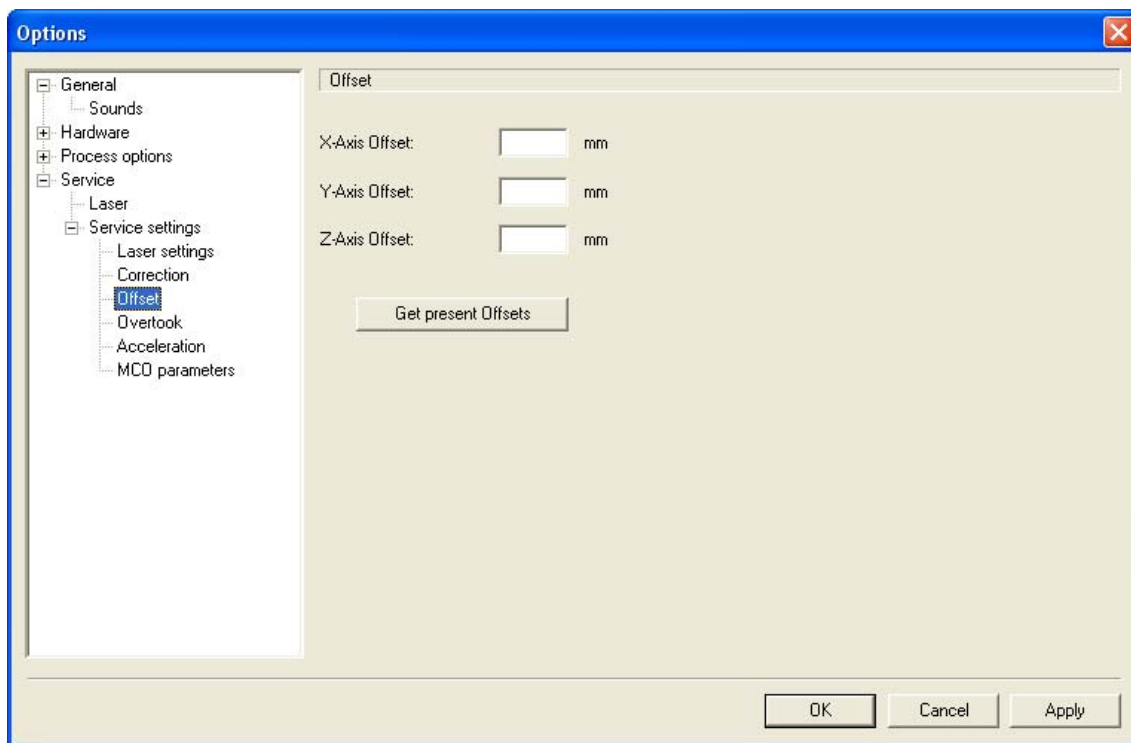 Options
General
Sounds
Hardware
Process options
Service
Laser
Service settings
Laser settings
Correction
Offset
Overtook
Acceleration
MCO parameters
Offset
X-Axis Offset: mm
Y-Axis Offset: mm
Z-Axis Offset: mm
Get present Offsets
OK Cancel Apply